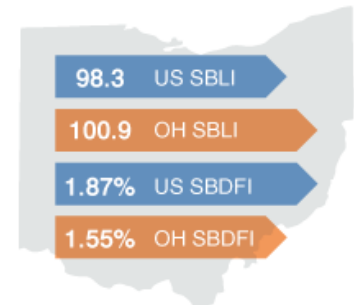 98.3 US SBLI
100.9 OH SBLI
1.87% US SBDFI
1.55% OH SBDFI